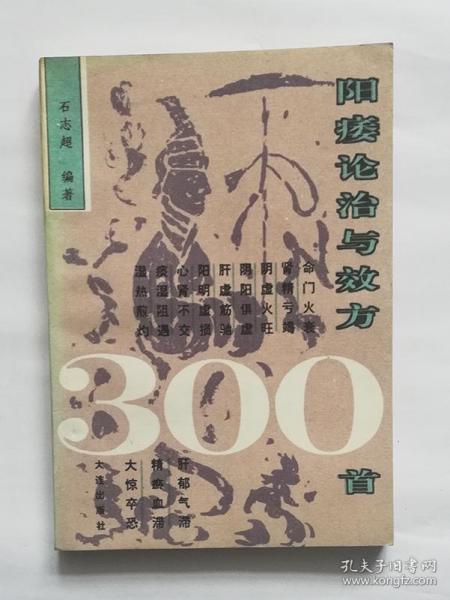 阳痿论治与效方
300
首
石志超 编著
命门火衰
肾精亏竭
阴虚火旺
阴阳俱虚
肝虚筋弛
阳明虚损
心肾不交
痰湿阻遏
湿热煎灼
肝郁气滞
精瘀血滞
大惊卒恐
大连出版社
孔夫子旧书网
www.kongfz.com